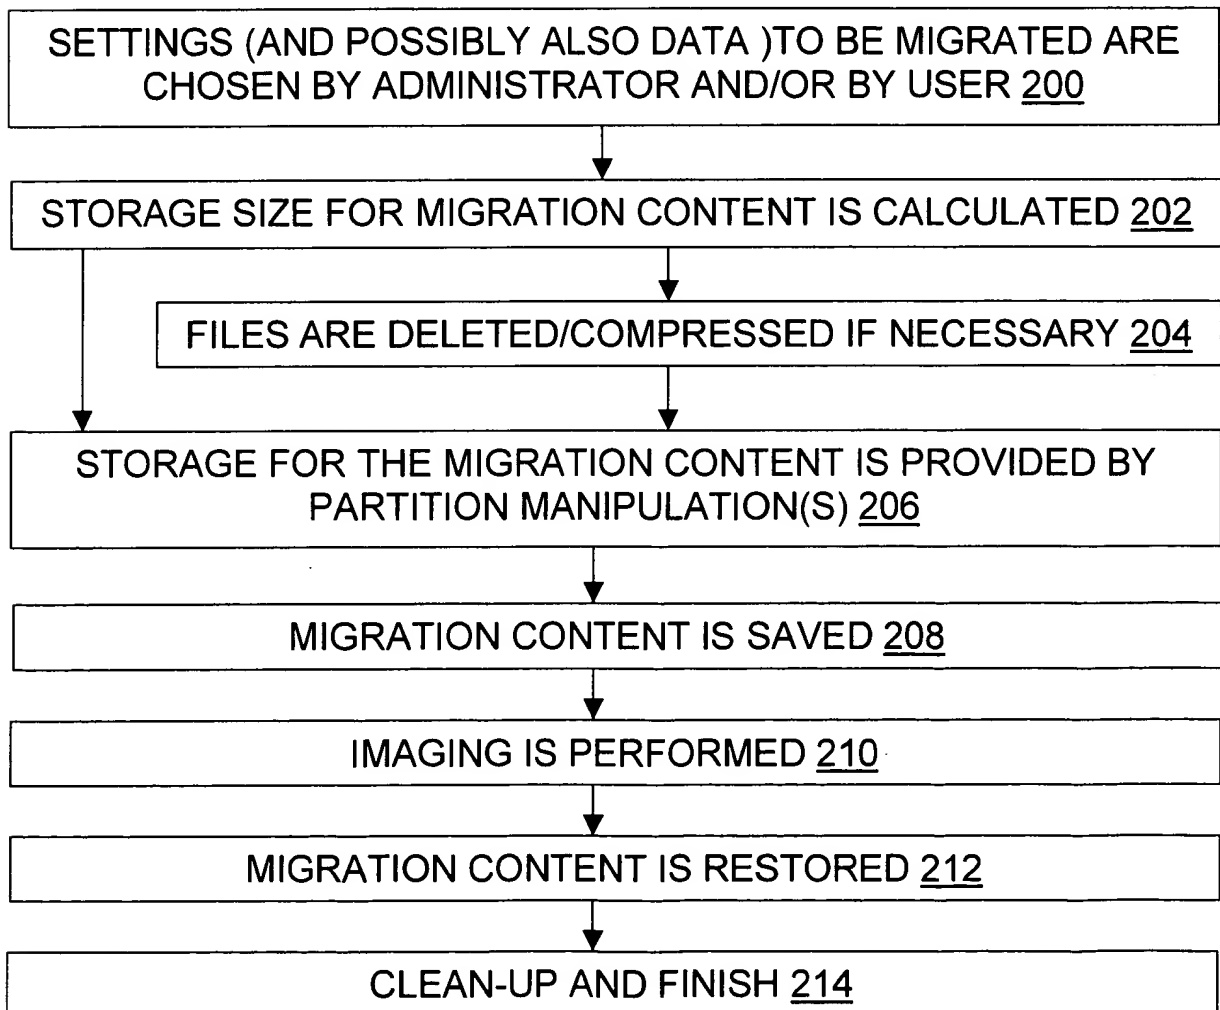 SETTINGS (AND POSSIBLY ALSO DATA )TO BE MIGRATED ARE
CHOSEN BY ADMINISTRATOR AND/OR BY USER 200
STORAGE SIZE FOR MIGRATION CONTENT IS CALCULATED 202
FILES ARE DELETED/COMPRESSED IF NECESSARY 204
STORAGE FOR THE MIGRATION CONTENT IS PROVIDED BY
PARTITION MANIPULATION(S) 206
MIGRATION CONTENT IS SAVED 208
IMAGING IS PERFORMED 210
MIGRATION CONTENT IS RESTORED 212
CLEAN-UP AND FINISH 214